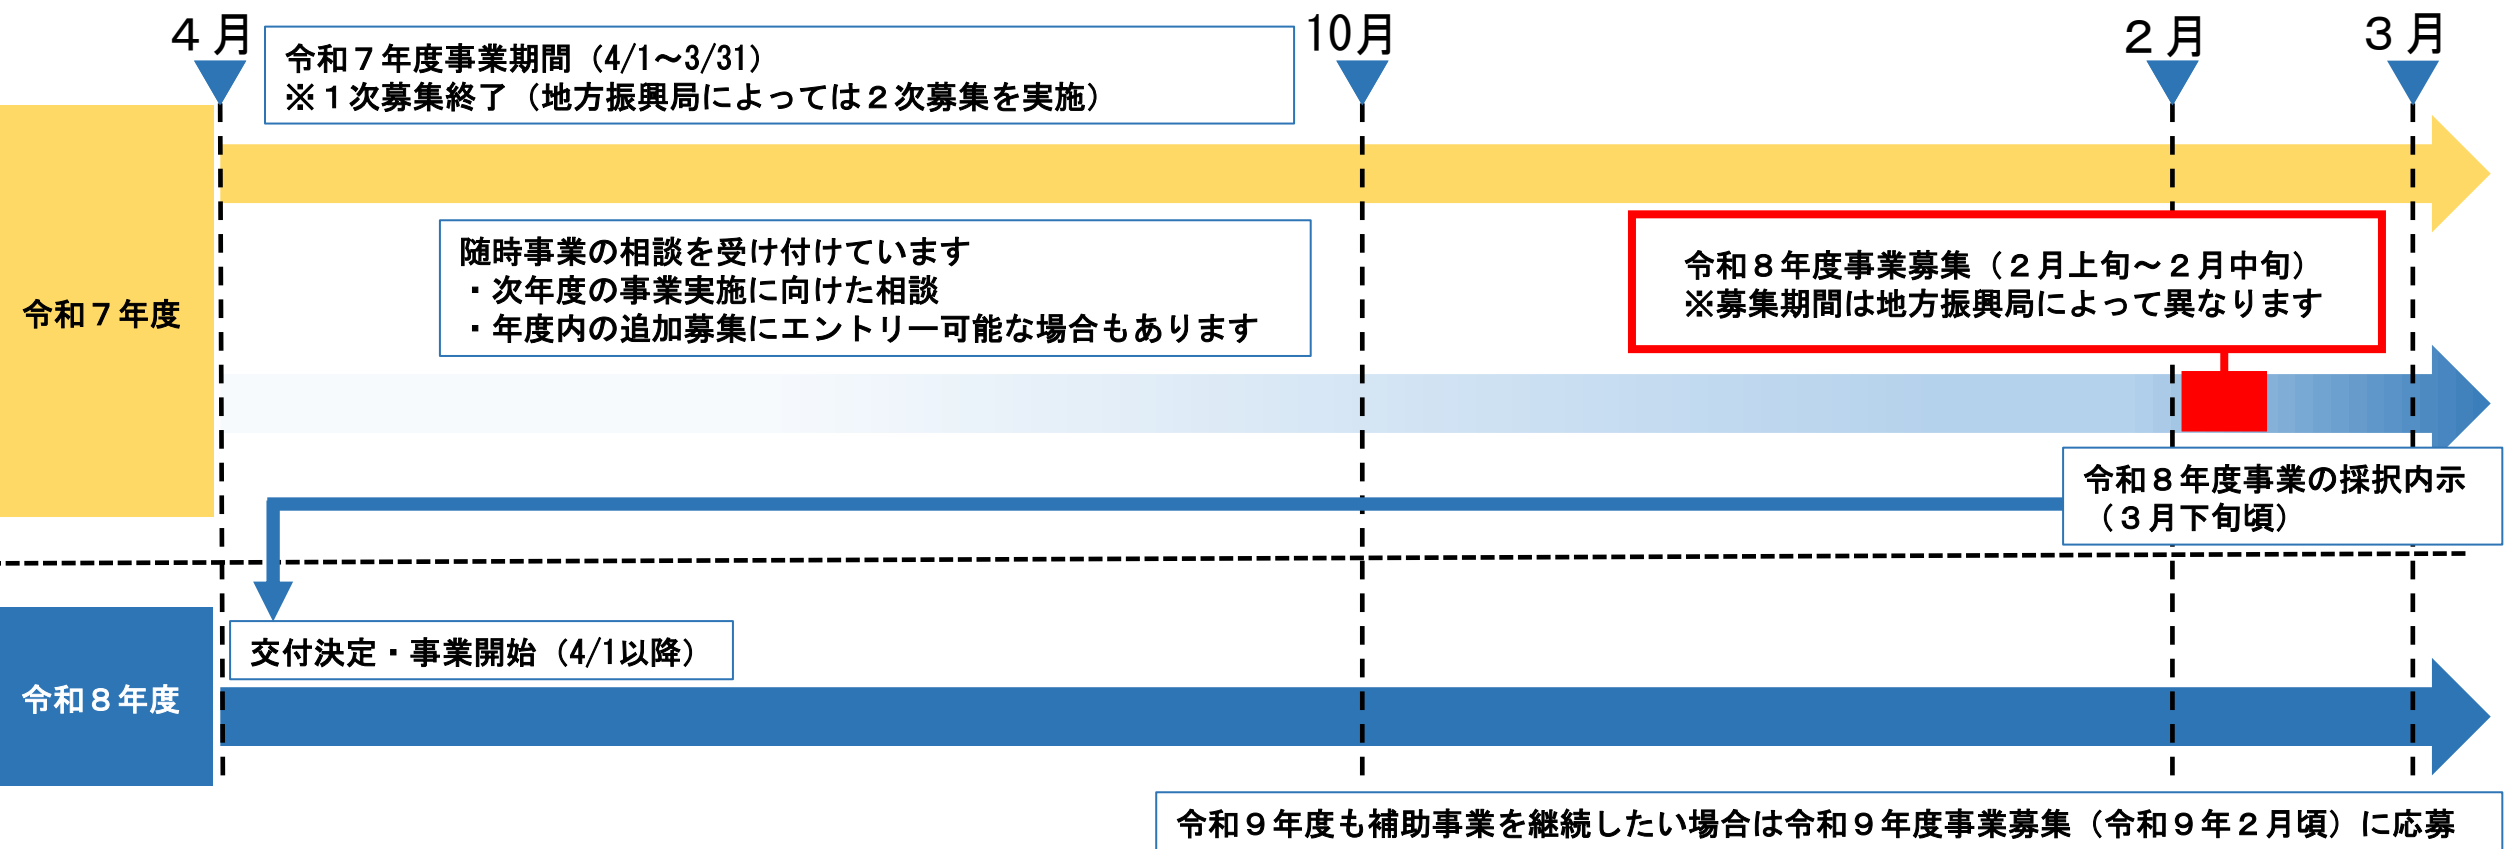 ４月
10月
２月
３月
令和７年度事業期間（4/1～3/31）
※１次募集終了（地方振興局によっては２次募集を実施）
随時事業の相談を受け付けています
・次年度の事業実施に向けた相談
・年度内の追加募集にエントリー可能な場合もあります
令和８年度事業募集（２月上旬～２月中旬）
※募集期間は地方振興局によって異なります
令和７年度
令和８年度事業の採択内示
（３月下旬頃）
交付決定・事業開始（4/1以降）
令和８年度
令和９年度も補助事業を継続したい場合は令和９年度事業募集（令和９年２月頃）に応募